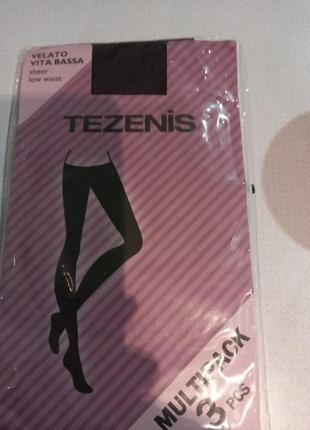 VELATO
VITA BASSA
sheer
low waist
TEZENIS
MULTIPACK
3 PCS